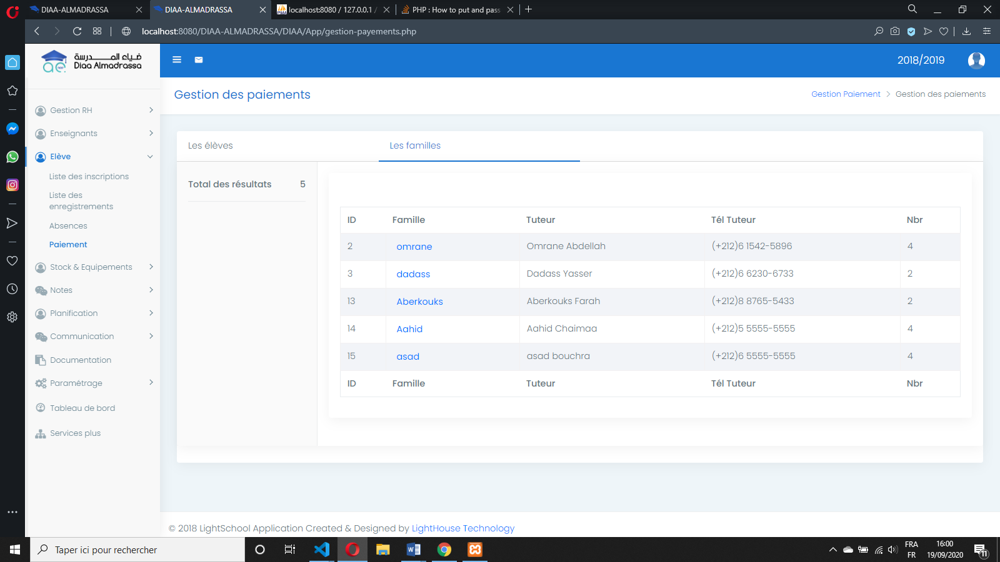 DIAA-ALMADRASSA
DIAA-ALMADRASSA
localhost:8080 / 127.0.0.1 /
PHP : How to put and pass
localhost:8080/DIAA-ALMADRASSA/DIAA/App/gestion-payements.php
ضياء المـــدرسة
Diaa Almadrassa
2018/2019
Gestion des paiements
Gestion Paiement > Gestion des paiements
Gestion RH
Enseignants
Elève
Liste des inscriptions
Liste des
enregistrements
Absences
Paiement
Stock & Equipements
Notes
Planification
Communication
Documentation
Paramétrage
Tableau de bord
Services plus
Les élèves
Les familles
Total des résultats 5
ID Famille Tuteur Tél Tuteur Nbr
2 omrane Omrane Abdellah (+212)6 1542-5896 4
3 dadass Dadass Yasser (+212)6 6230-6733 2
13 Aberkouks Aberkouks Farah (+212)8 8765-5433 2
14 Aahid Aahid Chaimaa (+212)5 5555-5555 4
15 asad asad bouchra (+212)6 5555-5555 4
ID Famille Tuteur Tél Tuteur Nbr
© 2018 LightSchool Application Created & Designed by LightHouse Technology
Taper ici pour rechercher
FRA
FR
16:00
19/09/2020
11